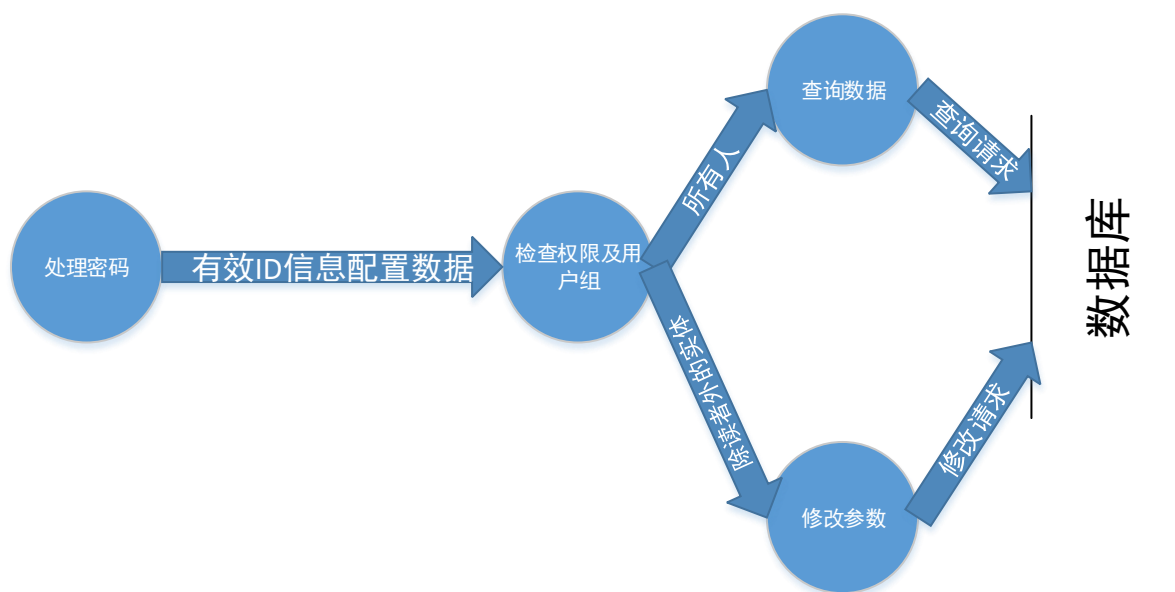 处理密码
有效ID信息配置数据
检查权限及用
户组
所有人
查询数据
查询请求
除读者外的实体
修改参数
修改请求
数据库